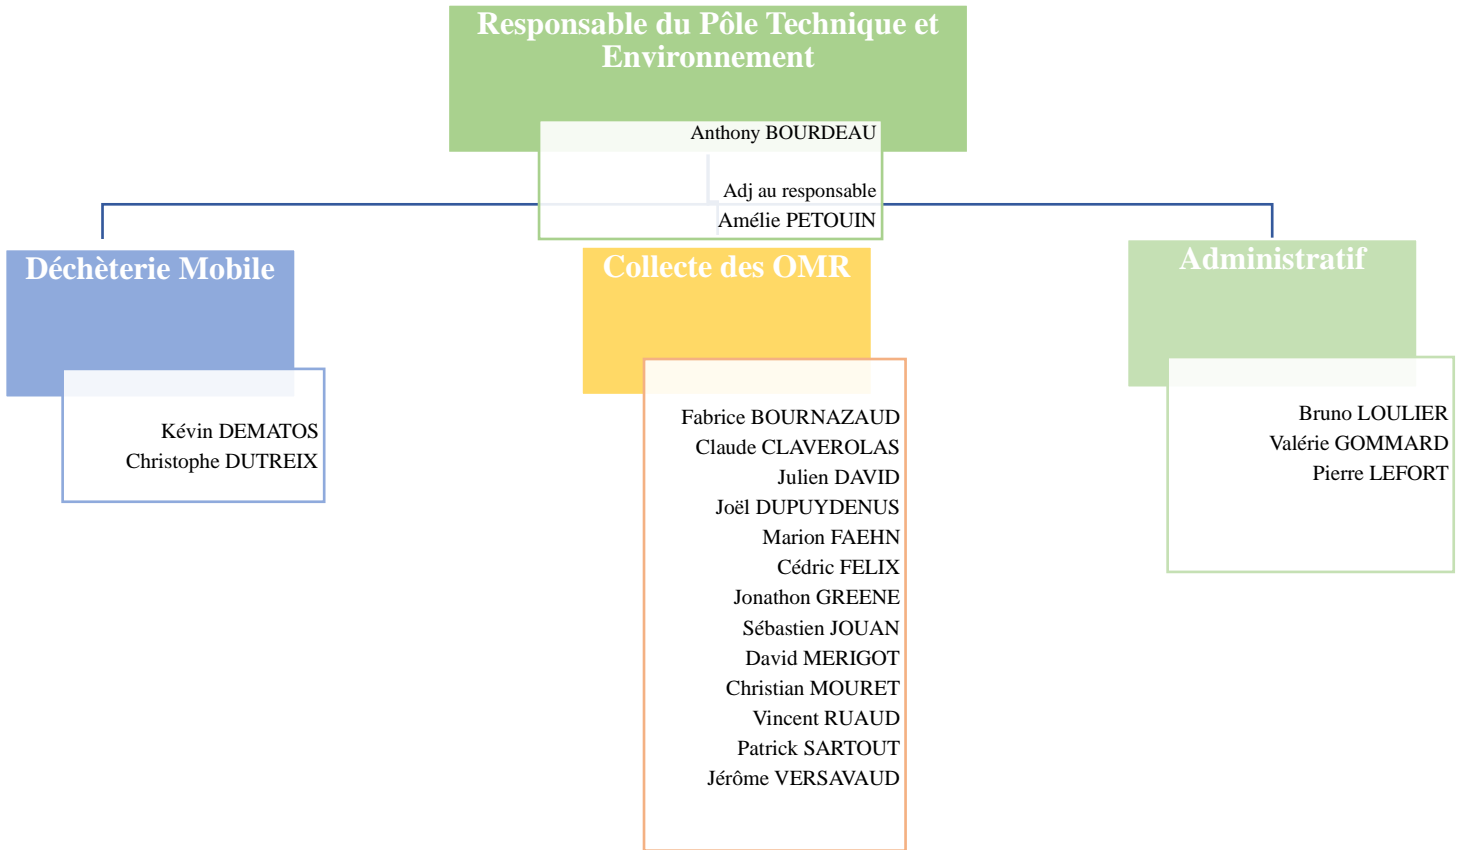 Responsable du Pôle Technique et
Environnement
Anthony BOURDEAU
Adj au responsable
Amélie PETOUIN
Déchèterie Mobile
Kévin DEMATOS
Christophe DUTREIX
Collecte des OMR
Fabrice BOURNAZAUD
Claude CLAVEROLAS
Julien DAVID
Joël DUPUYDENUS
Marion FAEHN
Cédric FELIX
Jonathon GREENE
Sébastien JOUAN
David MERIGOT
Christian MOURET
Vincent RUAUD
Patrick SARTOUT
Jérôme VERSAVAUD
Administratif
Bruno LOULIER
Valérie GOMMARD
Pierre LEFORT